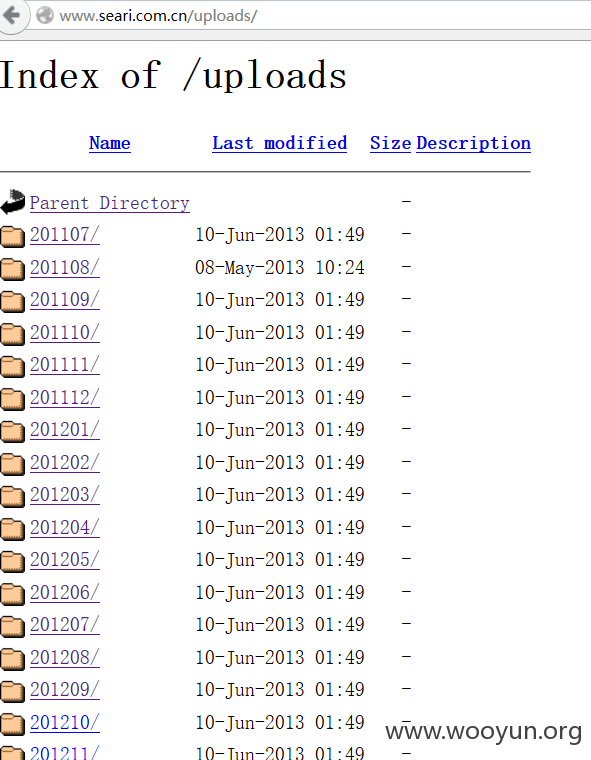 www.seari.com.cn/uploads/
Index of /uploads
Name Last modified Size Description
Parent Directory -
201107/ 10-Jun-2013 01:49 -
201108/ 08-May-2013 10:24 -
201109/ 10-Jun-2013 01:49 -
201110/ 10-Jun-2013 01:49 -
201111/ 10-Jun-2013 01:49 -
201112/ 10-Jun-2013 01:49 -
201201/ 10-Jun-2013 01:49 -
201202/ 10-Jun-2013 01:49 -
201203/ 10-Jun-2013 01:49 -
201204/ 10-Jun-2013 01:49 -
201205/ 10-Jun-2013 01:49 -
201206/ 10-Jun-2013 01:49 -
201207/ 10-Jun-2013 01:49 -
201208/ 10-Jun-2013 01:49 -
201209/ 10-Jun-2013 01:49 -
201210/ 10-Jun-2013 01:49 -
www.wooyun.org
201211/ 10-Jun-2013 01:49 -